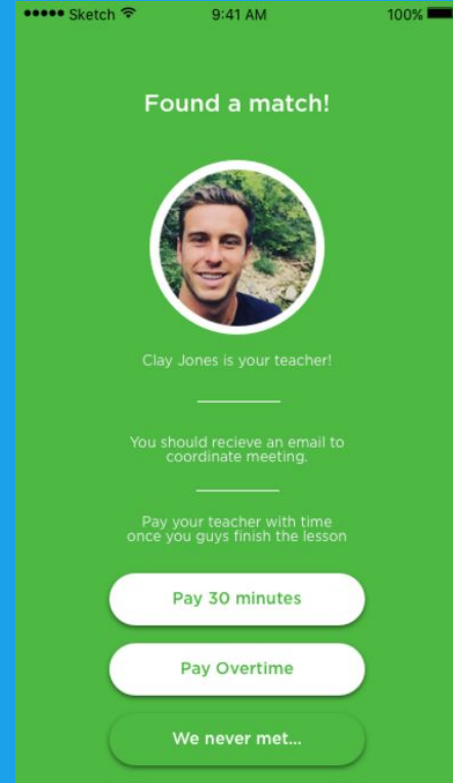 Sketch 9:41 AM 100%
Found a match!
Clay Jones is your teacher!
You should recieve an email to
coordinate meeting.
Pay your teacher with time
once you guys finish the lesson
Pay 30 minutes
Pay Overtime
We never met...